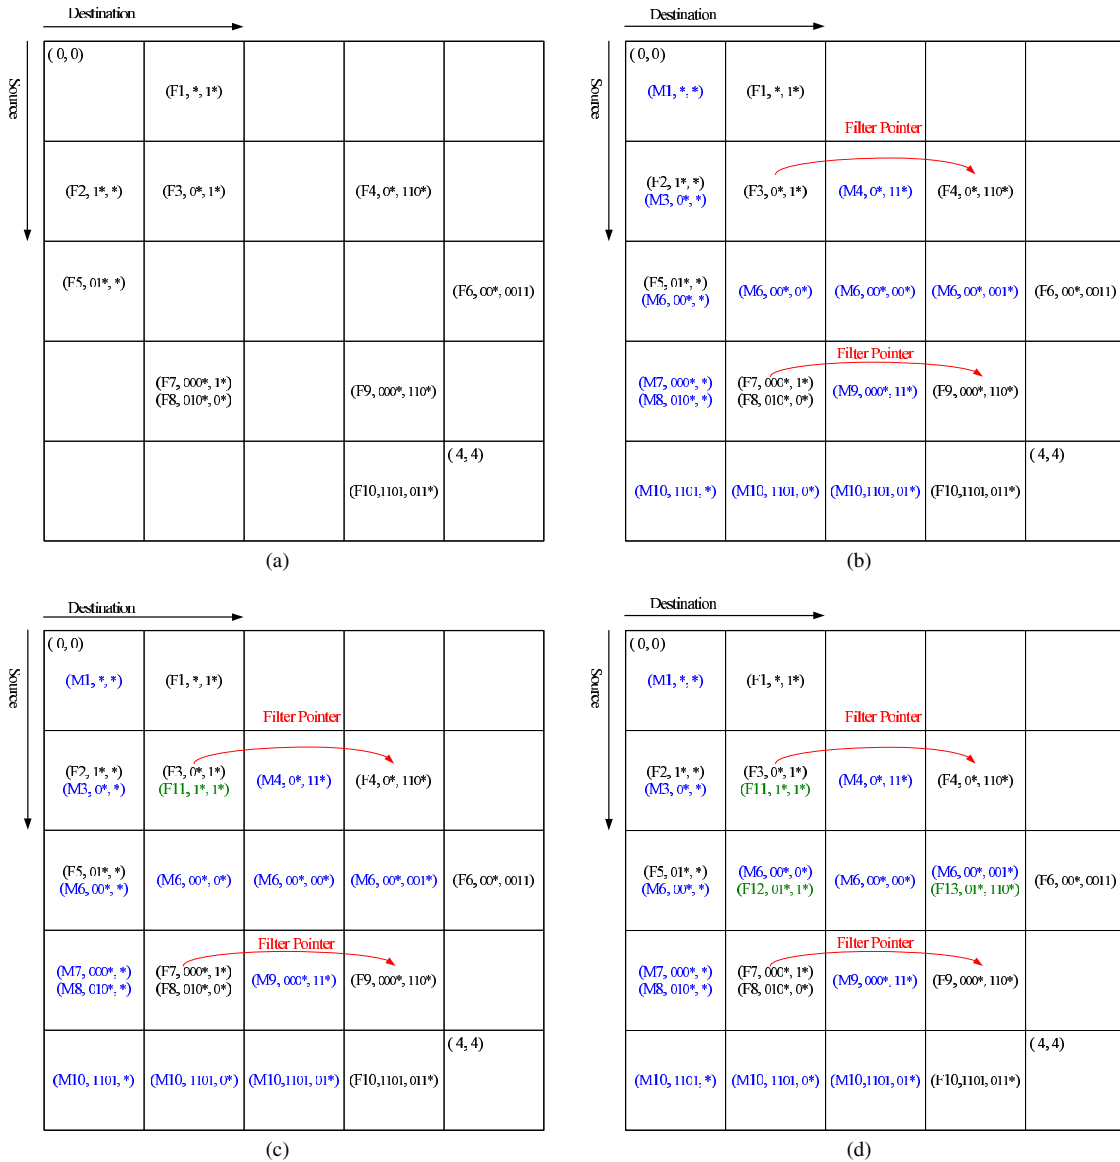 Destination
Source
(0, 0)
(F1, *, 1*)
(F2, 1*, *)
(F3, 0*, 1*)
(F4, 0*, 110*)
(F5, 01*, *)
(F6, 00*, 0011)
(F7, 000*, 1*)
(F8, 010*, 0*)
(F9, 000*, 110*)
(4, 4)
(F10,1101, 011*)
(a)
Destination
Source
(0, 0)
(M1, *, *)
(F1, *, 1*)
Filter Pointer
(F2, 1*, *)
(M3, 0*, *)
(F3, 0*, 1*)
(M4, 0*, 11*)
(F4, 0*, 110*)
(F5, 01*, *)
(M6, 00*, *)
(M6, 00*, 0*)
(M6, 00*, 00*)
(M6, 00*, 001*)
(F6, 00*, 0011)
Filter Pointer
(M7, 000*, *)
(M8, 010*, *)
(F7, 000*, 1*)
(F8, 010*, 0*)
(M9, 000*, 11*)
(F9, 000*, 110*)
(4, 4)
(M10, 1101, *)
(M10, 1101, 0*)
(M10,1101, 01*)
(F10,1101, 011*)
(b)
Destination
Source
(0, 0)
(M1, *, *)
(F1, *, 1*)
Filter Pointer
(F2, 1*, *)
(M3, 0*, *)
(F3, 0*, 1*)
(F11, 1*, 1*)
(M4, 0*, 11*)
(F4, 0*, 110*)
(F5, 01*, *)
(M6, 00*, *)
(M6, 00*, 0*)
(M6, 00*, 00*)
(M6, 00*, 001*)
(F6, 00*, 0011)
Filter Pointer
(M7, 000*, *)
(M8, 010*, *)
(F7, 000*, 1*)
(F8, 010*, 0*)
(M9, 000*, 11*)
(F9, 000*, 110*)
(4, 4)
(M10, 1101, *)
(M10, 1101, 0*)
(M10,1101, 01*)
(F10,1101, 011*)
(c)
Destination
Source
(0, 0)
(M1, *, *)
(F1, *, 1*)
Filter Pointer
(F2, 1*, *)
(M3, 0*, *)
(F3, 0*, 1*)
(F11, 1*, 1*)
(M4, 0*, 11*)
(F4, 0*, 110*)
(F5, 01*, *)
(M6, 00*, *)
(M6, 00*, 0*)
(F12, 01*, 1*)
(M6, 00*, 00*)
(M6, 00*, 001*)
(F13, 01*, 110*)
(F6, 00*, 0011)
Filter Pointer
(M7, 000*, *)
(M8, 010*, *)
(F7, 000*, 1*)
(F8, 010*, 0*)
(M9, 000*, 11*)
(F9, 000*, 110*)
(4, 4)
(M10, 1101, *)
(M10, 1101, 0*)
(M10,1101, 01*)
(F10,1101, 011*)
(d)